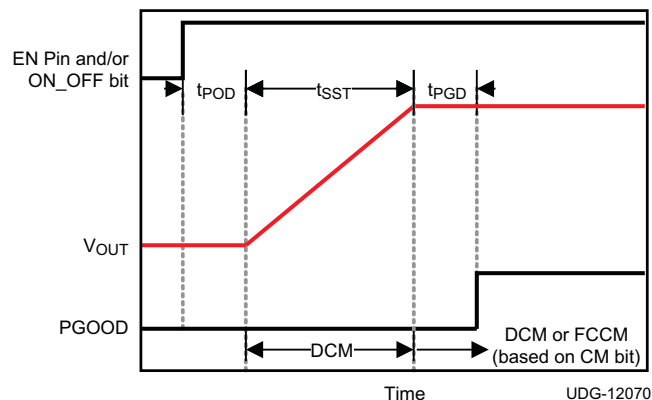 EN Pin and/or
ON_OFF bit
tPOD
tSST
tPGD
VOUT
PGOOD
DCM
DCM or FCCM
(based on CM bit)
Time
UDG-12070